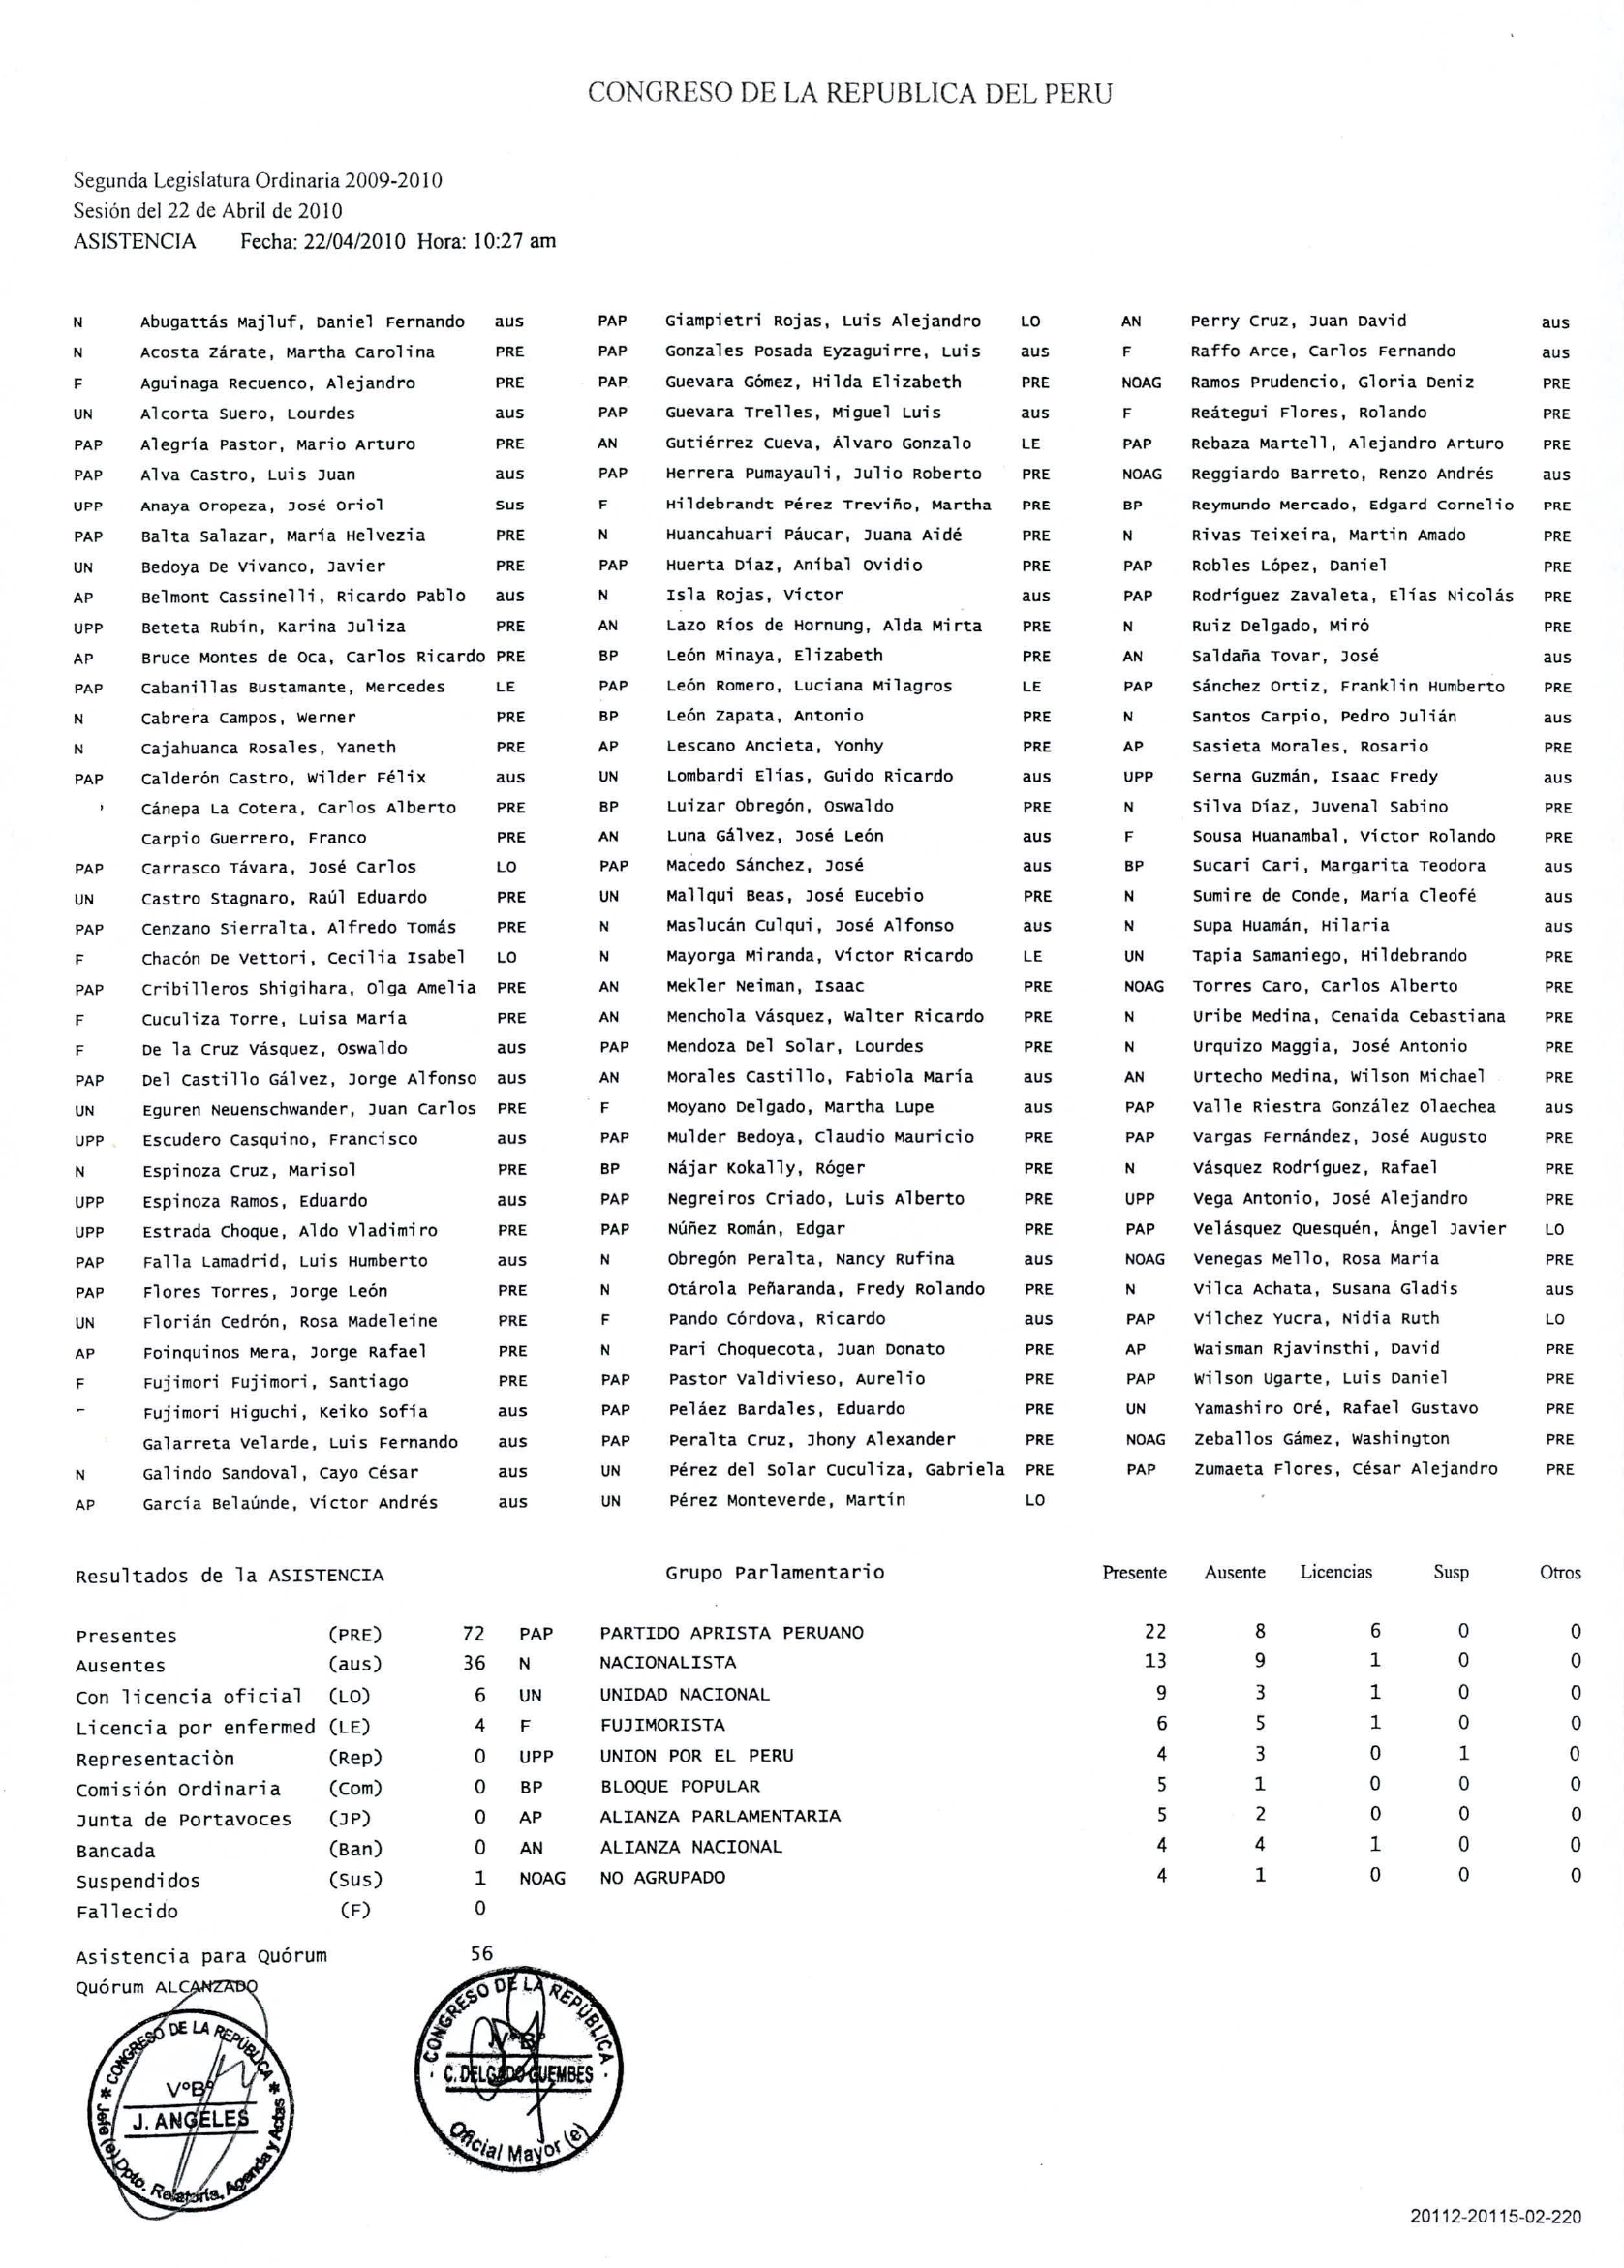 CONGRESO DE LA REPUBLICA DEL PERU
Segunda Legislatura Ordinaria 2009-2010
Sesión del 22 de Abril de 2010
ASISTENCIA Fecha: 22/04/2010 Hora: 10:27 am
N Abugattás Majluf, Daniel Fernando aus PAP Giampietri Rojas, Luis Alejandro LO AN Perry Cruz, Juan David aus
N Acosta Zárate, Martha Carolina PRE PAP Gonzales Posada Eyzaguirre, Luis aus F Raffo Arce, Carlos Fernando aus
F Aguinaga Recuenco, Alejandro PRE PAP Guevara Gómez, Hilda Elizabeth PRE NOAG Ramos Prudencio, Gloria Deniz PRE
UN Alcorta Suero, Lourdes aus PAP Guevara Trelles, Miguel Luis aus F Reátegui Flores, Rolando PRE
PAP Alegría Pastor, Mario Arturo PRE AN Gutiérrez Cueva, Álvaro Gonzalo LE PAP Rebaza Martell, Alejandro Arturo PRE
PAP Alva Castro, Luis Juan aus PAP Herrera Pumayauli, Julio Roberto PRE NOAG Reggiardo Barreto, Renzo Andrés aus
UPP Anaya Oropeza, José Oriol Sus F Hildebrandt Pérez Treviño, Martha PRE BP Reymundo Mercado, Edgard Cornelio PRE
PAP Balta Salazar, María Helvezia PRE N Huancahuari Páucar, Juana Aidé PRE N Rivas Teixeira, Martin Amado PRE
UN Bedoya De Vivanco, Javier PRE PAP Huerta Díaz, Aníbal Ovidio PRE PAP Robles López, Daniel PRE
AP Belmont Cassinelli, Ricardo Pablo aus N Isla Rojas, Víctor aus PAP Rodríguez Zavaleta, Elías Nicolás PRE
UPP Beteta Rubín, Karina Juliza PRE AN Lazo Ríos de Hornung, Alda Mirta PRE N Ruiz Delgado, Miró PRE
AP Bruce Montes de Oca, Carlos Ricardo PRE BP León Minaya, Elizabeth PRE AN Saldaña Tovar, José aus
PAP Cabanillas Bustamante, Mercedes LE PAP León Romero, Luciana Milagros LE PAP Sánchez Ortiz, Franklin Humberto PRE
N Cabrera Campos, Werner PRE BP León Zapata, Antonio PRE N Santos Carpio, Pedro Julián aus
N Cajahuanca Rosales, Yaneth PRE AP Lescano Ancieta, Yonhy PRE AP Sasieta Morales, Rosario PRE
PAP Calderón Castro, Wilder Félix aus UN Lombardi Elías, Guido Ricardo aus UPP Serna Guzmán, Isaac Fredy aus
Cánepa La Cotera, Carlos Alberto PRE BP Luizar Obregón, Oswaldo PRE N Silva Díaz, Juvenal Sabino PRE
Carpio Guerrero, Franco PRE AN Luna Gálvez, José León aus F Sousa Huanambal, Víctor Rolando PRE
PAP Carrasco Távara, José Carlos LO PAP Macedo Sánchez, José aus BP Sucari Cari, Margarita Teodora aus
UN Castro Stagnaro, Raúl Eduardo PRE UN Mallqui Beas, José Eucebio PRE N Sumire de Conde, María Cleofé aus
PAP Cenzano Sierralta, Alfredo Tomás PRE N Maslucán Culqui, José Alfonso aus N Supa Huamán, Hilaria aus
F Chacón De Vettori, Cecilia Isabel LO N Mayorga Miranda, Víctor Ricardo LE UN Tapia Samaniego, Hildebrando PRE
PAP Cribilleros Shigihara, Olga Amelia PRE AN Mekler Neiman, Isaac PRE NOAG Torres Caro, Carlos Alberto PRE
F Cuculiza Torre, Luisa María PRE AN Menchola Vásquez, Walter Ricardo PRE N Uribe Medina, Cenaida Cebastiana PRE
F De la Cruz Vásquez, Oswaldo aus PAP Mendoza Del Solar, Lourdes PRE N Urquizo Maggia, José Antonio PRE
PAP Del Castillo Gálvez, Jorge Alfonso aus AN Morales Castillo, Fabiola María aus AN Urtecho Medina, Wilson Michael PRE
UN Eguren Neuenschwander, Juan Carlos PRE F Moyano Delgado, Martha Lupe aus PAP Valle Riestra González Olaechea aus
UPP Escudero Casquino, Francisco aus PAP Mulder Bedoya, Claudio Mauricio PRE PAP Vargas Fernández, José Augusto PRE
N Espinoza Cruz, Marisol PRE BP Nájar Kokally, Róger PRE N Vásquez Rodríguez, Rafael PRE
UPP Espinoza Ramos, Eduardo aus PAP Negreiros Criado, Luis Alberto PRE UPP Vega Antonio, José Alejandro PRE
UPP Estrada Choque, Aldo Vladimiro PRE PAP Núñez Román, Edgar PRE PAP Velásquez Quesquén, Ángel Javier LO
PAP Falla Lamadrid, Luis Humberto aus N Obregón Peralta, Nancy Rufina aus NOAG Venegas Mello, Rosa María PRE
PAP Flores Torres, Jorge León PRE N Otárola Peñaranda, Fredy Rolando PRE N Vilca Achata, Susana Gladis aus
UN Florián Cedrón, Rosa Madeleine PRE F Pando Córdova, Ricardo aus PAP Vílchez Yucra, Nidia Ruth LO
AP Foinquinos Mera, Jorge Rafael PRE N Pari Choquecota, Juan Donato PRE AP Waisman Rjavinsthi, David PRE
F Fujimori Fujimori, Santiago PRE PAP Pastor Valdivieso, Aurelio PRE PAP Wilson Ugarte, Luis Daniel PRE
Fujimori Higuchi, Keiko Sofía aus PAP Peláez Bardales, Eduardo PRE UN Yamashiro Oré, Rafael Gustavo PRE
Galarreta Velarde, Luis Fernando aus PAP Peralta Cruz, Jhony Alexander PRE NOAG Zeballos Gámez, Washington PRE
N Galindo Sandoval, Cayo César aus UN Pérez del Solar Cuculiza, Gabriela PRE PAP Zumaeta Flores, César Alejandro PRE
AP García Belaúnde, Víctor Andrés aus UN Pérez Monteverde, Martín LO
Resultados de la ASISTENCIA Grupo Parlamentario Presente Ausente Licencias Susp Otros
Presentes (PRE) 72 PAP PARTIDO APRISTA PERUANO 22 8 6 0 0
Ausentes (aus) 36 N NACIONALISTA 13 9 1 0 0
Con licencia oficial (LO) 6 UN UNIDAD NACIONAL 9 3 1 0 0
Licencia por enfermed (LE) 4 F FUJIMORISTA 6 5 1 0 0
Representaciòn (Rep) 0 UPP UNION POR EL PERU 4 3 0 1 0
Comisión Ordinaria (Com) 0 BP BLOQUE POPULAR 5 1 0 0 0
Junta de Portavoces (JP) 0 AP ALIANZA PARLAMENTARIA 5 2 0 0 0
Bancada (Ban) 0 AN ALIANZA NACIONAL 4 4 1 0 0
Suspendidos (Sus) 1 NOAG NO AGRUPADO 4 1 0 0 0
Fallecido (F) 0
Asistencia para Quórum 56
Quórum ALCANZADO
CONGRESO DE LA REPÚBLICA
VºBº
J. ANGELES
Jefe (e) Dpto. Relatoría, Agenda y Actas
CONGRESO DE LA REPÚBLICA
VºBº
C. DELGADO GUEMBES
Oficial Mayor (e)
20112-20115-02-220